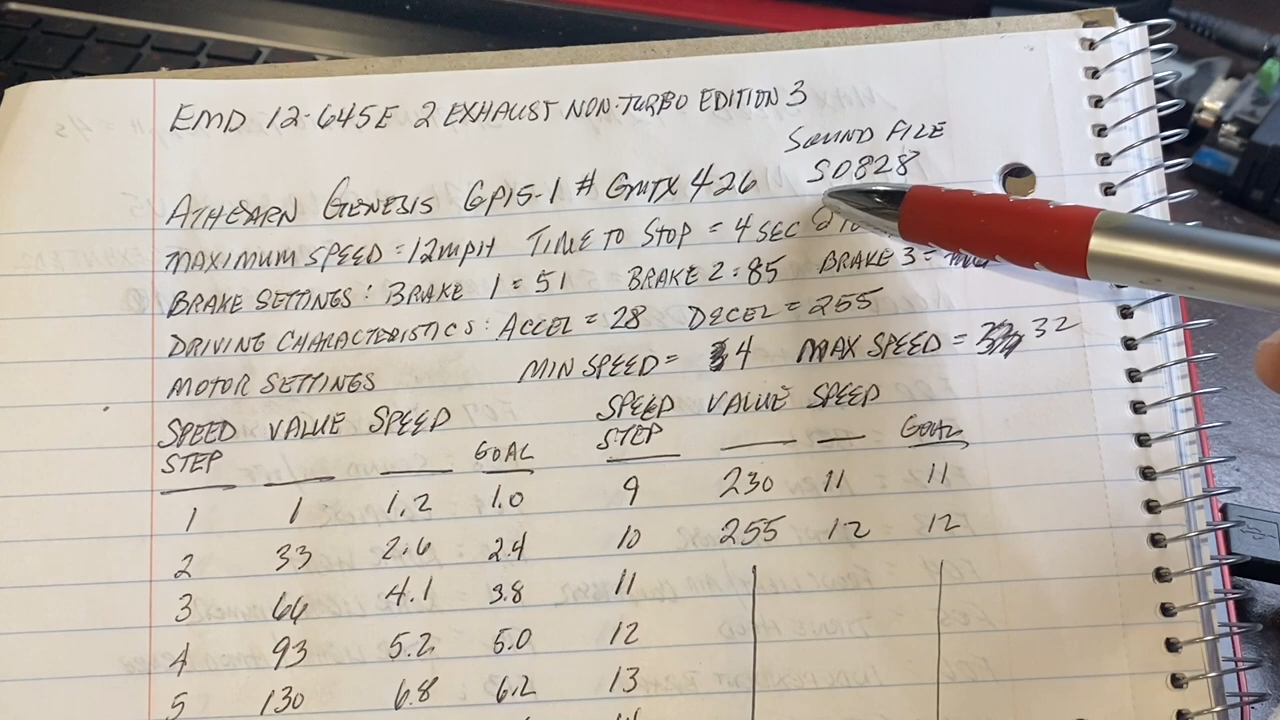 EMD 12-645E 2 EXHAUST NON-TURBO EDITION 3
SOUND FILE
ATHEARN GENESIS GP15-1 # GMTX 426 S0828
MAXIMUM SPEED = 12MPH TIME TO STOP = 4 SEC
BRAKE SETTINGS: BRAKE 1 = 51 BRAKE 2 = 85 BRAKE 3 =
DRIVING CHARACTERISTICS: ACCEL = 28 DECEL = 255
MOTOR SETTINGS MIN SPEED = 4 MAX SPEED = 32
SPEED STEP VALUE SPEED GOAL SPEED STEP VALUE SPEED GOAL
1 1 1.2 1.0 9 230 11 11
2 33 2.6 2.4 10 255 12 12
3 66 4.1 3.8 11
4 93 5.2 5.0 12
5 130 6.8 6.2 13